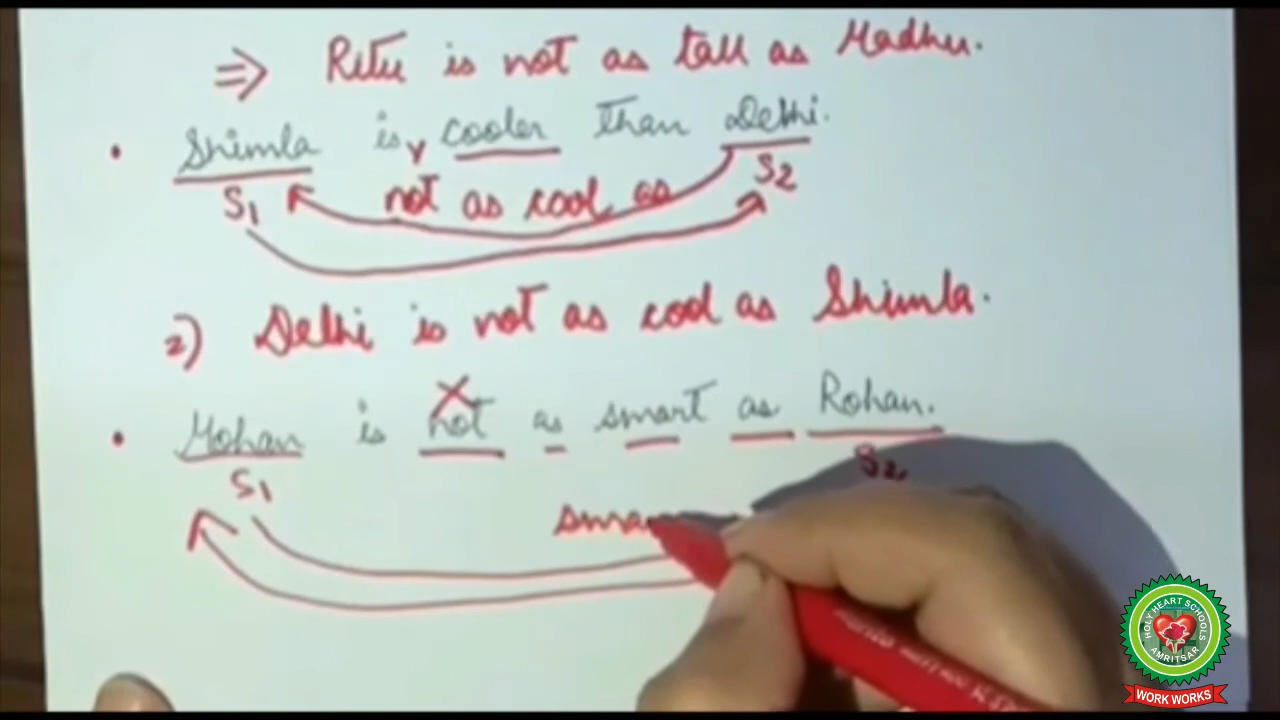 ⇒ Ritu is not as tall as Madhu.
• Shimla is cooler than Delhi.
S1 not as cool as S2
2) Delhi is not as cool as Shimla.
• Mohan is not as smart as Rohan.
S1 S2
HOLY HEART SCHOOLS
AMRITSAR
WORK WORKS